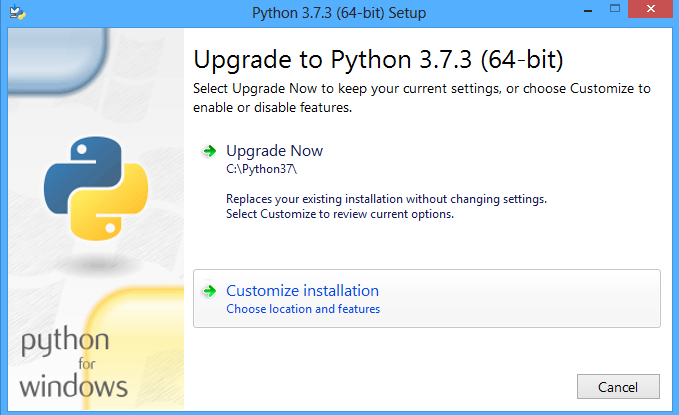 Python 3.7.3 (64-bit) Setup
Upgrade to Python 3.7.3 (64-bit)
Select Upgrade Now to keep your current settings, or choose Customize to
enable or disable features.
Upgrade Now
C:\Python37\
Replaces your existing installation without changing settings.
Select Customize to review current options.
Customize installation
Choose location and features
python
for
windows
Cancel